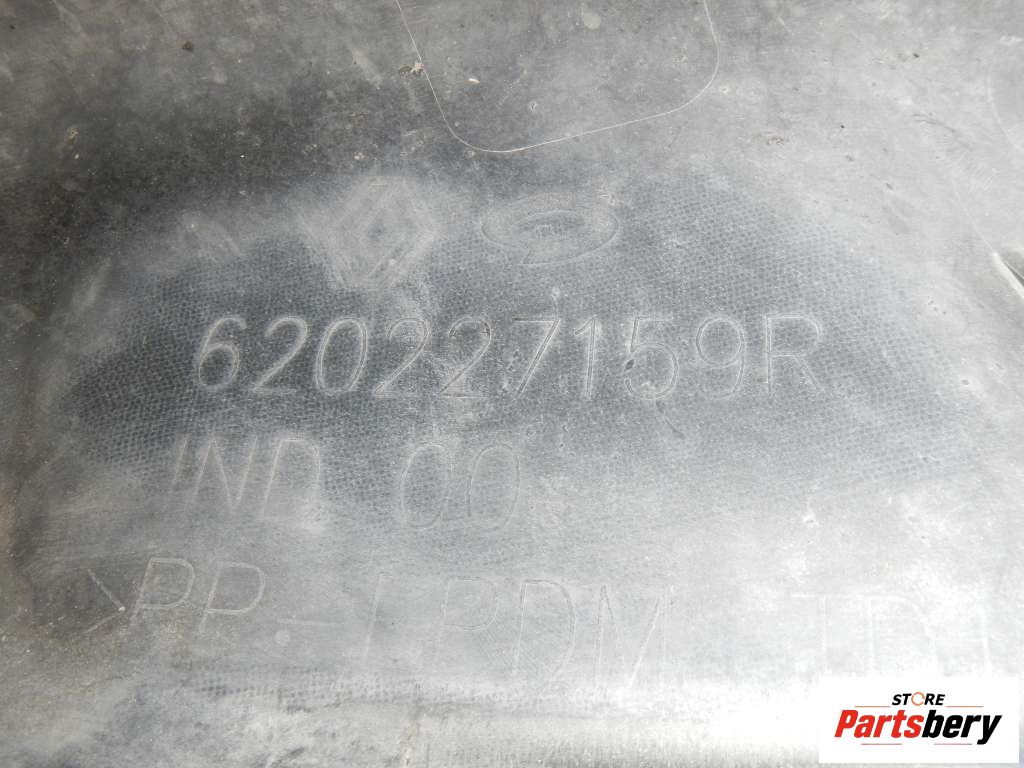 620227159R
IND 00
>PP
STORE
Partsbery